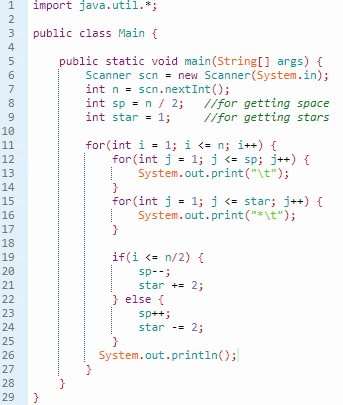 1 import java.util.*;
2
3 public class Main {
4
5     public static void main(String[] args) {
6         Scanner scn = new Scanner(System.in);
7         int n = scn.nextInt();
8         int sp = n / 2;   //for getting space
9         int star = 1;     //for getting stars
10
11         for(int i = 1; i <= n; i++) {
12             for(int j = 1; j <= sp; j++) {
13                 System.out.print("\t");
14             }
15             for(int j = 1; j <= star; j++) {
16                 System.out.print("*\t");
17             }
18
19             if(i <= n/2) {
20                 sp--;
21                 star += 2;
22             } else {
23                 sp++;
24                 star -= 2;
25             }
26           System.out.println();
27         }
28     }
29 }